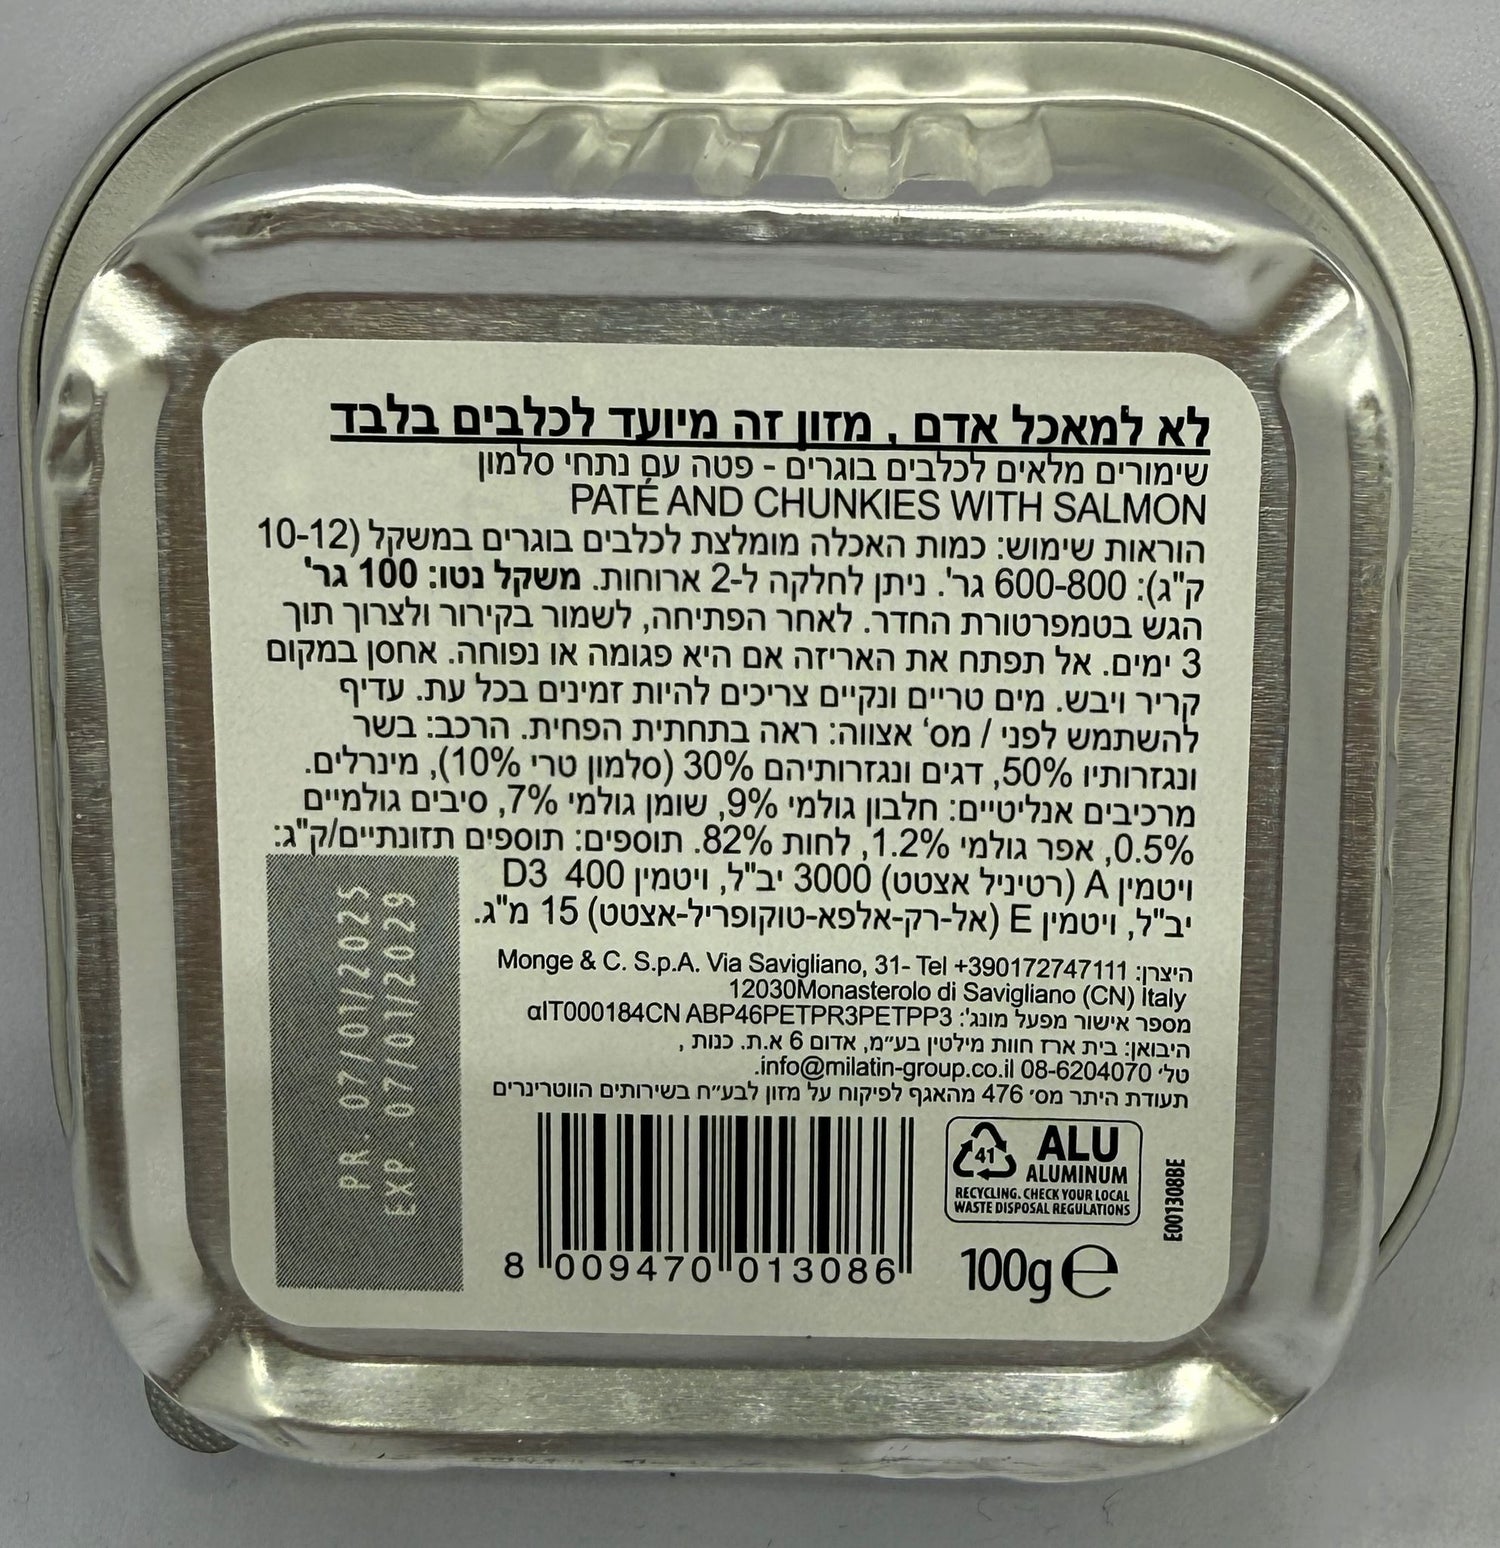 לא למאכל אדם , מזון זה מיועד לכלבים בלבד
שימורים מלאים לכלבים בוגרים - פטה עם נתחי סלמון
PATÉ AND CHUNKIES WITH SALMON
הוראות שימוש: כמות האכלה מומלצת לכלבים בוגרים במשקל (10-12
ק"ג): 600-800 גר'. ניתן לחלקה ל-2 ארוחות. משקל נטו: 100 גר'
הגש בטמפרטורת החדר. לאחר הפתיחה, לשמור בקירור ולצרוך תוך
3 ימים. אל תפתח את האריזה אם היא פגומה או נפוחה. אחסן במקום
קריר ויבש. מים טריים ונקיים צריכים להיות זמינים בכל עת. עדיף
להשתמש לפני / מס' אצווה: ראה בתחתית הפחית. הרכב: בשר
ונגזרותיו 50%, דגים ונגזרותיהם 30% (סלמון טרי 10%), מינרלים.
מרכיבים אנליטיים: חלבון גולמי 9%, שומן גולמי 7%, סיבים גולמיים
0.5%, אפר גולמי 1.2%, לחות 82%. תוספים: תוספים תזונתיים/ק"ג:
ויטמין A (רטיניל אצטט) 3000 יב"ל, ויטמין D3 400
יב"ל, ויטמין E (אל-רק-אלפא-טוקופריל-אצטט) 15 מ"ג.
היצרן: Monge & C. S.p.A. Via Savigliano, 31- Tel +390172747111
12030Monasterolo di Savigliano (CN) Italy
מספר אישור מפעל מונג': αIT000184CN ABP46PETPR3PETPP3
היבואן: בית ארז חוות מילטין בע״מ, אדום 6 א.ת. כנות ,
טל' 08-6204070 info@milatin-group.co.il.
תעודת היתר מס׳ 476 מהאגף לפיקוח על מזון לבע״ח בשירותים הווטרינרים
PR. 07/01/2025
EXP 07/01/2029
8 009470 013086
41 ALU
ALUMINUM
RECYCLING. CHECK YOUR LOCAL
WASTE DISPOSAL REGULATIONS
100g ℮
E001308BE